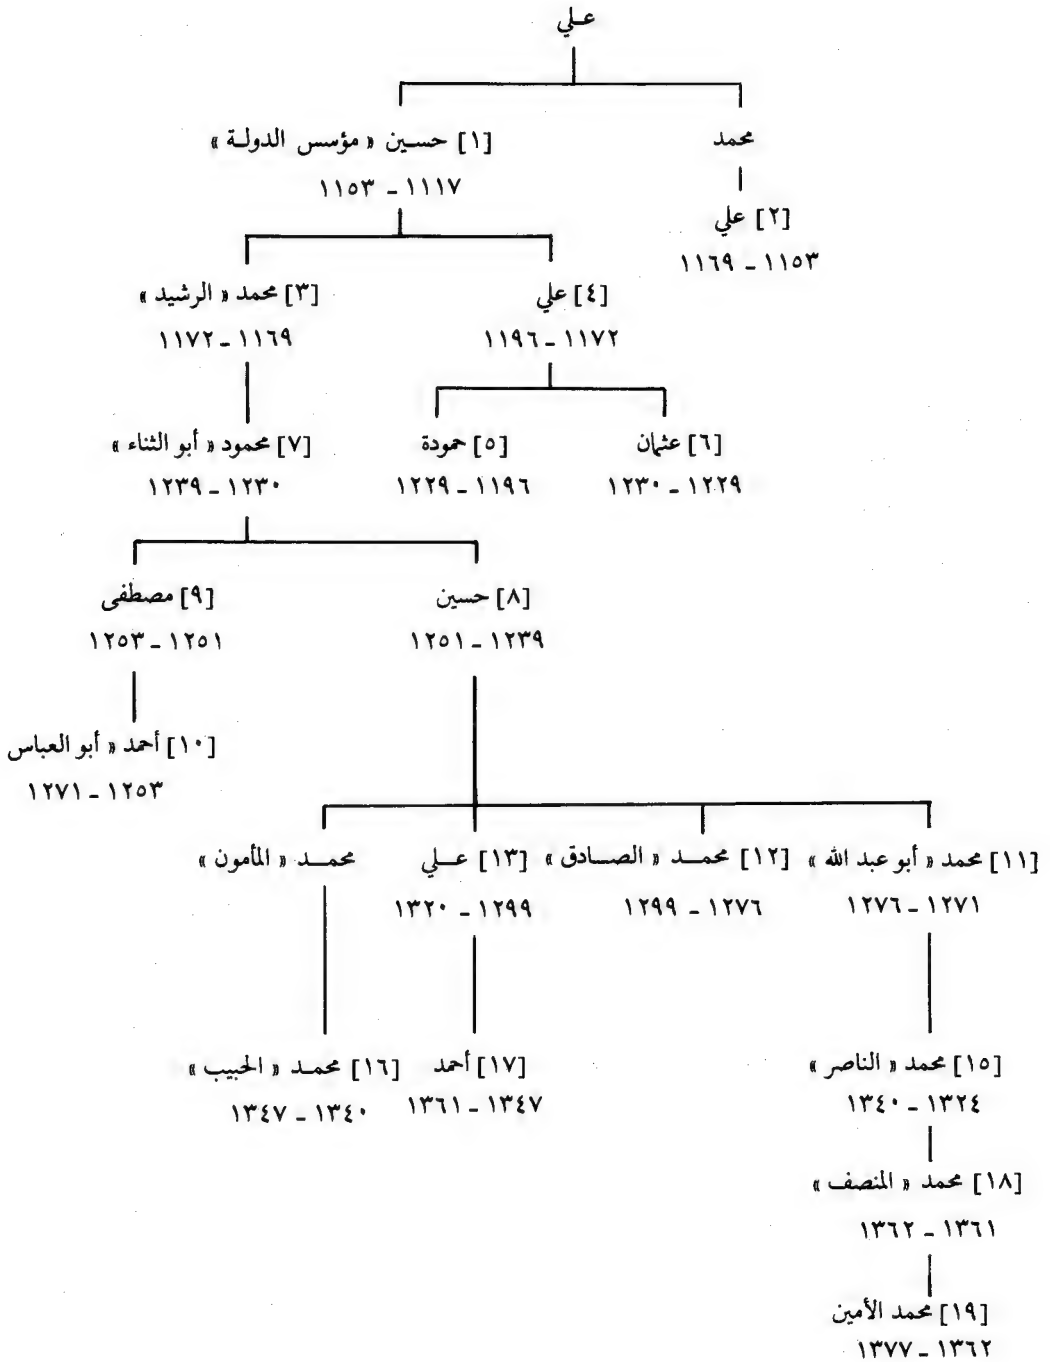 علي
محمد
[١] حسين « مؤسس الدولة »
١١١٧ ـ ١١٥٣
[٢] علي
١١٥٣ ـ ١١٦٩
[٤] علي
[٣] محمد « الرشيد »
١١٧٢ ـ ١١٩٦
١١٦٩ ـ ١١٧٢
[٦] عثمان
[٥] حمودة
[٧] محمود « أبو الثناء »
١٢٢٩ ـ ١٢٣٠
١١٩٦ ـ ١٢٢٩
١٢٣٠ ـ ١٢٣٩
[٨] حسين
[٩] مصطفى
١٢٣٩ ـ ١٢٥١
١٢٥١ ـ ١٢٥٣
[١٠] أحمد « أبو العباس
١٢٥٣ ـ ١٢٧١
[١١] محمد « أبو عبد الله »
[١٢] محمد « الصادق »
[١٣] علي
محمد « المأمون »
١٢٧١ ـ ١٢٧٦
١٢٧٦ ـ ١٢٩٩
١٢٩٩ ـ ١٣٢٠
[١٥] محمد « الناصر »
[١٧] أحمد
[١٦] محمد « الحبيب »
١٣٢٤ ـ ١٣٤٠
١٣٤٧ ـ ١٣٦١
١٣٤٠ ـ ١٣٤٧
[١٨] محمد « المنصف »
١٣٦١ ـ ١٣٦٢
[١٩] محمد الأمين
١٣٦٢ ـ ١٣٧٧